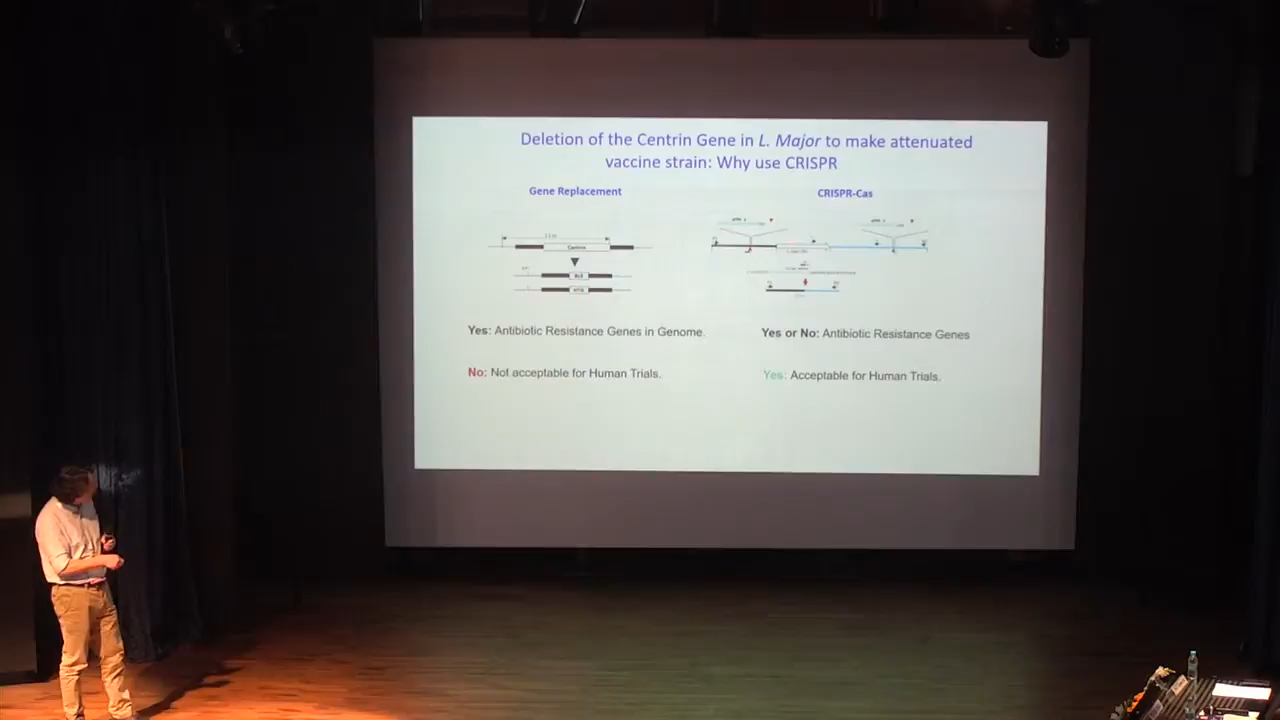 Deletion of the Centrin Gene in L. Major to make attenuated
vaccine strain: Why use CRISPR
Gene Replacement
CRISPR-Cas
Centrin
Yes: Antibiotic Resistance Genes in Genome.
Yes or No: Antibiotic Resistance Genes
No: Not acceptable for Human Trials.
Yes: Acceptable for Human Trials.